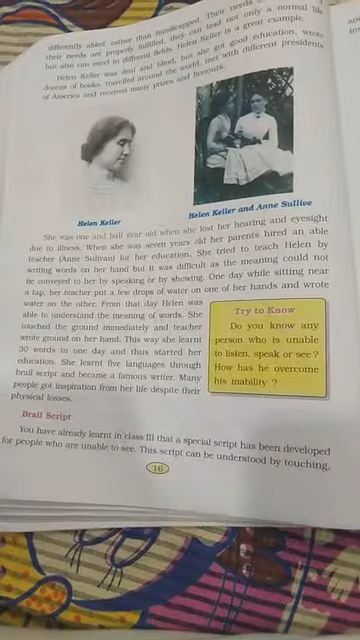 differently abled rather than handicapped. Their needs
their needs are properly fulfilled, they can lead not only a normal life
but also can excel in different fields. Helen Keller is a great example.
Helen Keller was deaf and blind, but she got good education, wrote
dozens of books, travelled around the world, met with different presidents
of America and received many prizes and honours.
Helen Keller
Helen Keller and Anne Sullive
She was one and half year old when she lost her hearing and eyesight
due to illness. When she was seven years old her parents hired an able
teacher (Anne Sulivan) for her education. She tried to teach Helen by
writing words on her hand but it was difficult as the meaning could not
be conveyed to her by speaking or by showing. One day while sitting near
a tap, her teacher put a few drops of water on one of her hands and wrote
water on the other. From that day Helen was
able to understand the meaning of words. She
touched the ground immediately and teacher
wrote ground on her hand. This way she learnt
30 words in one day and thus started her
education. She learnt five languages through
brail script and became a famous writer. Many
people got inspiration from her life despite their
physical losses.
Try to Know
Do you know any
person who is unable
to listen, speak or see ?
How has he overcome
his inability ?
Brail Script
You have already learnt in class III that a special script has been developed
for people who are unable to see. This script can be understood by touching,
16